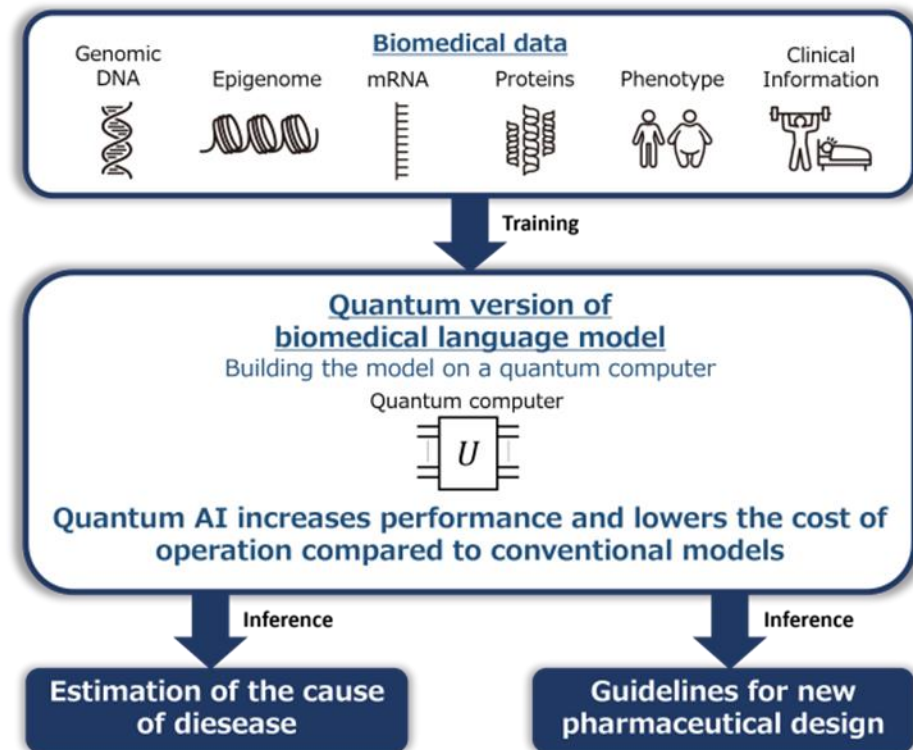 Biomedical data
Genomic
DNA
Epigenome
mRNA
Proteins
Phenotype
Clinical
Information
Training
Quantum version of
biomedical language model
Building the model on a quantum computer
Quantum computer
U
Quantum AI increases performance and lowers the cost of
operation compared to conventional models
Inference
Inference
Estimation of the cause
of diesease
Guidelines for new
pharmaceutical design